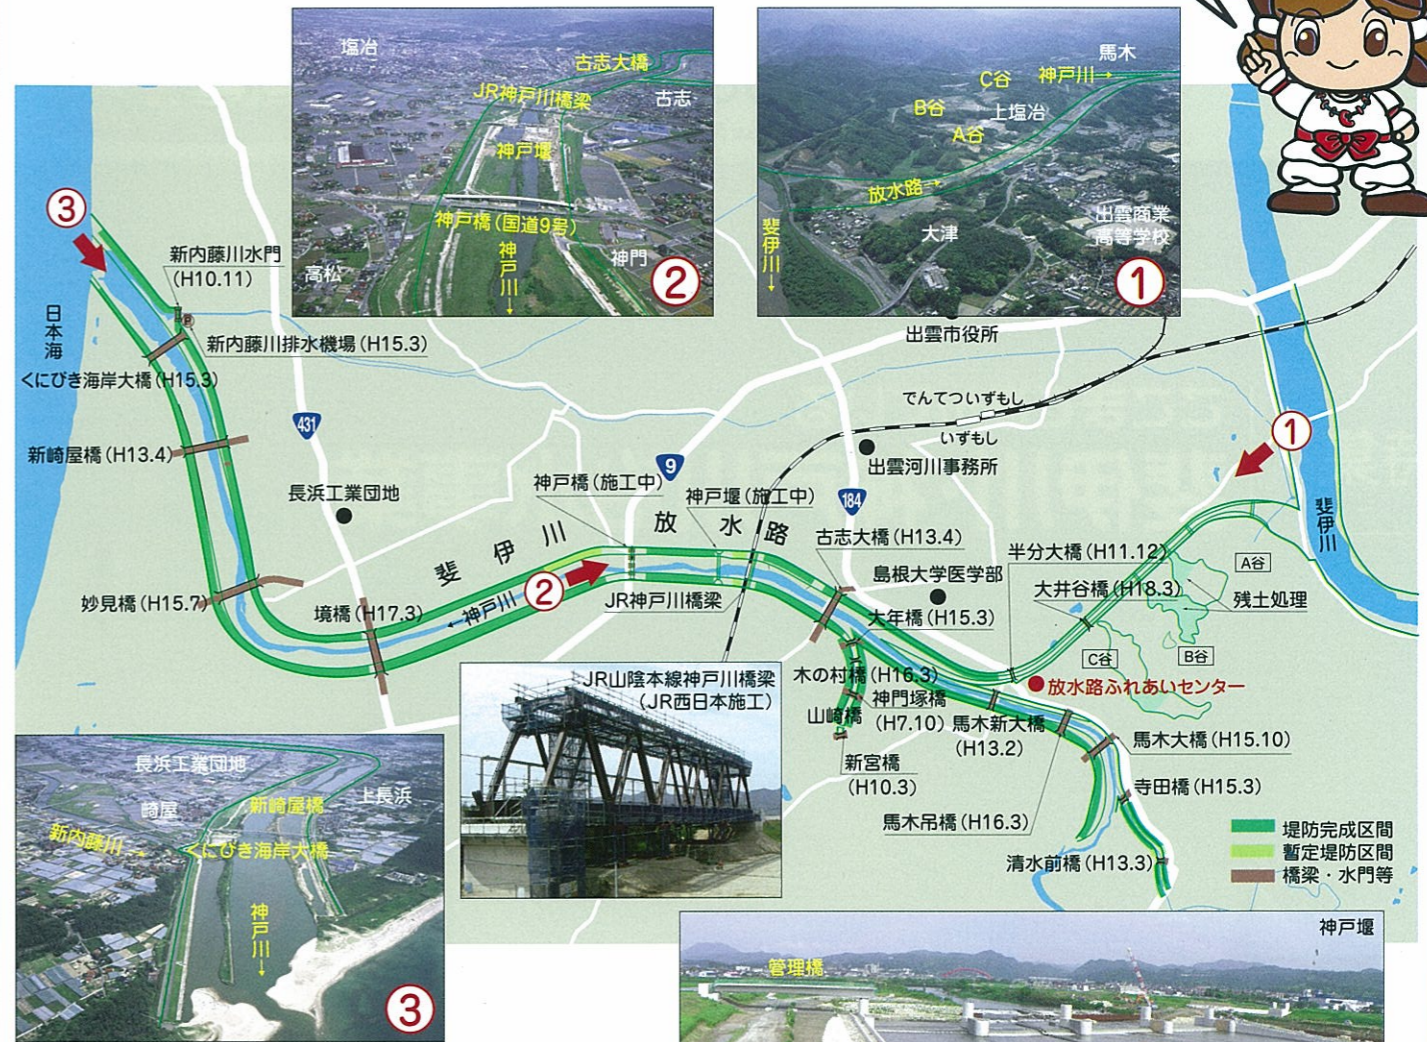 塩冶
古志大橋
JR神戸川橋梁
古志
神戸堰
神戸橋(国道9号)
神戸川↓
高松
神門
②
馬木
C谷
神戸川→
B谷
上塩冶
A谷
放水路→
斐伊川↓
大津
出雲商業
高等学校
①
③
新内藤川水門
(H10.11)
日本海
新内藤川排水機場(H15.3)
くにびき海岸大橋(H15.3)
431
新崎屋橋(H13.4)
長浜工業団地
妙見橋(H15.7)
境橋(H17.3)
斐伊川放水路
←神戸川
②
神戸橋(施工中)
9
神戸堰(施工中)
JR神戸川橋梁
出雲市役所
でんてついずもし
いずもし
出雲河川事務所
184
①
斐伊川
古志大橋(H13.4)
島根大学医学部
大年橋(H15.3)
半分大橋(H11.12)
大井谷橋(H18.3)
A谷
残土処理
B谷
C谷
放水路ふれあいセンター
木の村橋(H16.3)
神門塚橋
(H7.10)
山崎橋
新宮橋
(H10.3)
馬木新大橋
(H13.2)
馬木大橋(H15.10)
馬木吊橋(H16.3)
寺田橋(H15.3)
清水前橋(H13.3)
堤防完成区間
暫定堤防区間
橋梁・水門等
JR山陰本線神戸川橋梁
(JR西日本施工)
長浜工業団地
崎屋
新崎屋橋
上長浜
新内藤川→
くにびき海岸大橋
神戸川↓
③
神戸堰
管理橋